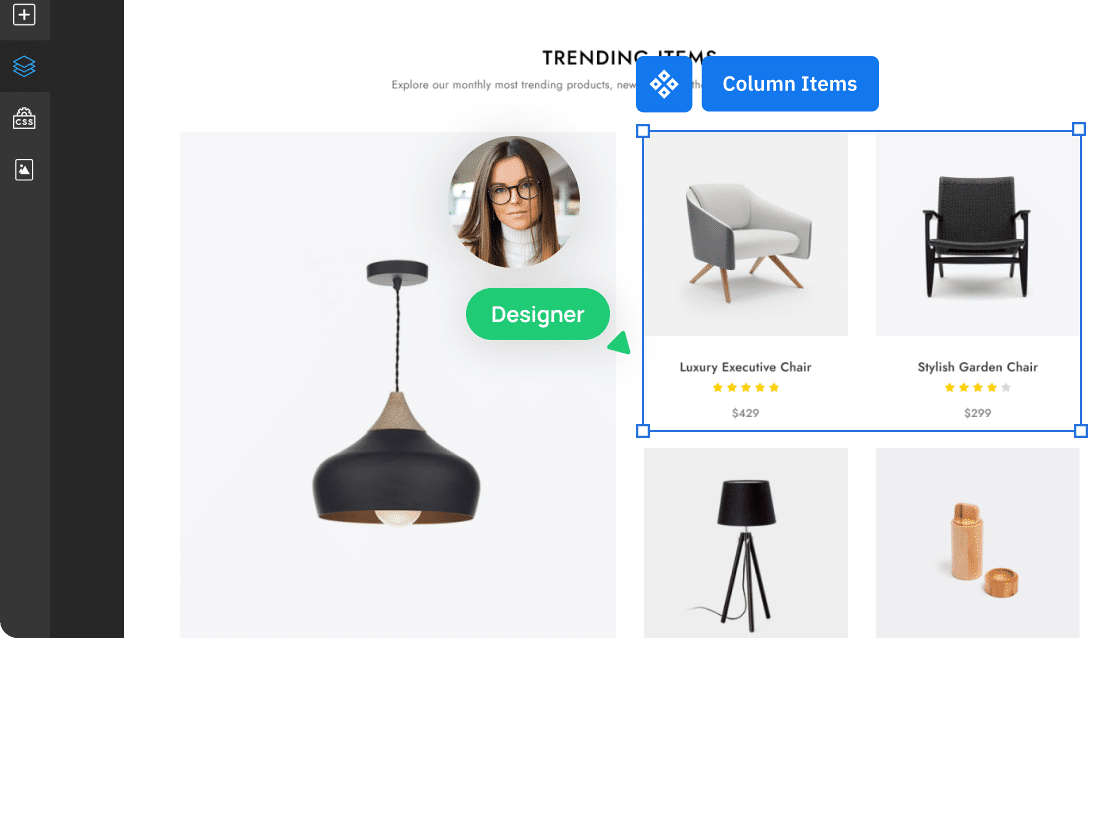 TRENDING ITEMS
Explore our monthly most trending products, new
Column Items
CSS
Designer
Luxury Executive Chair
Stylish Garden Chair
$429
$299